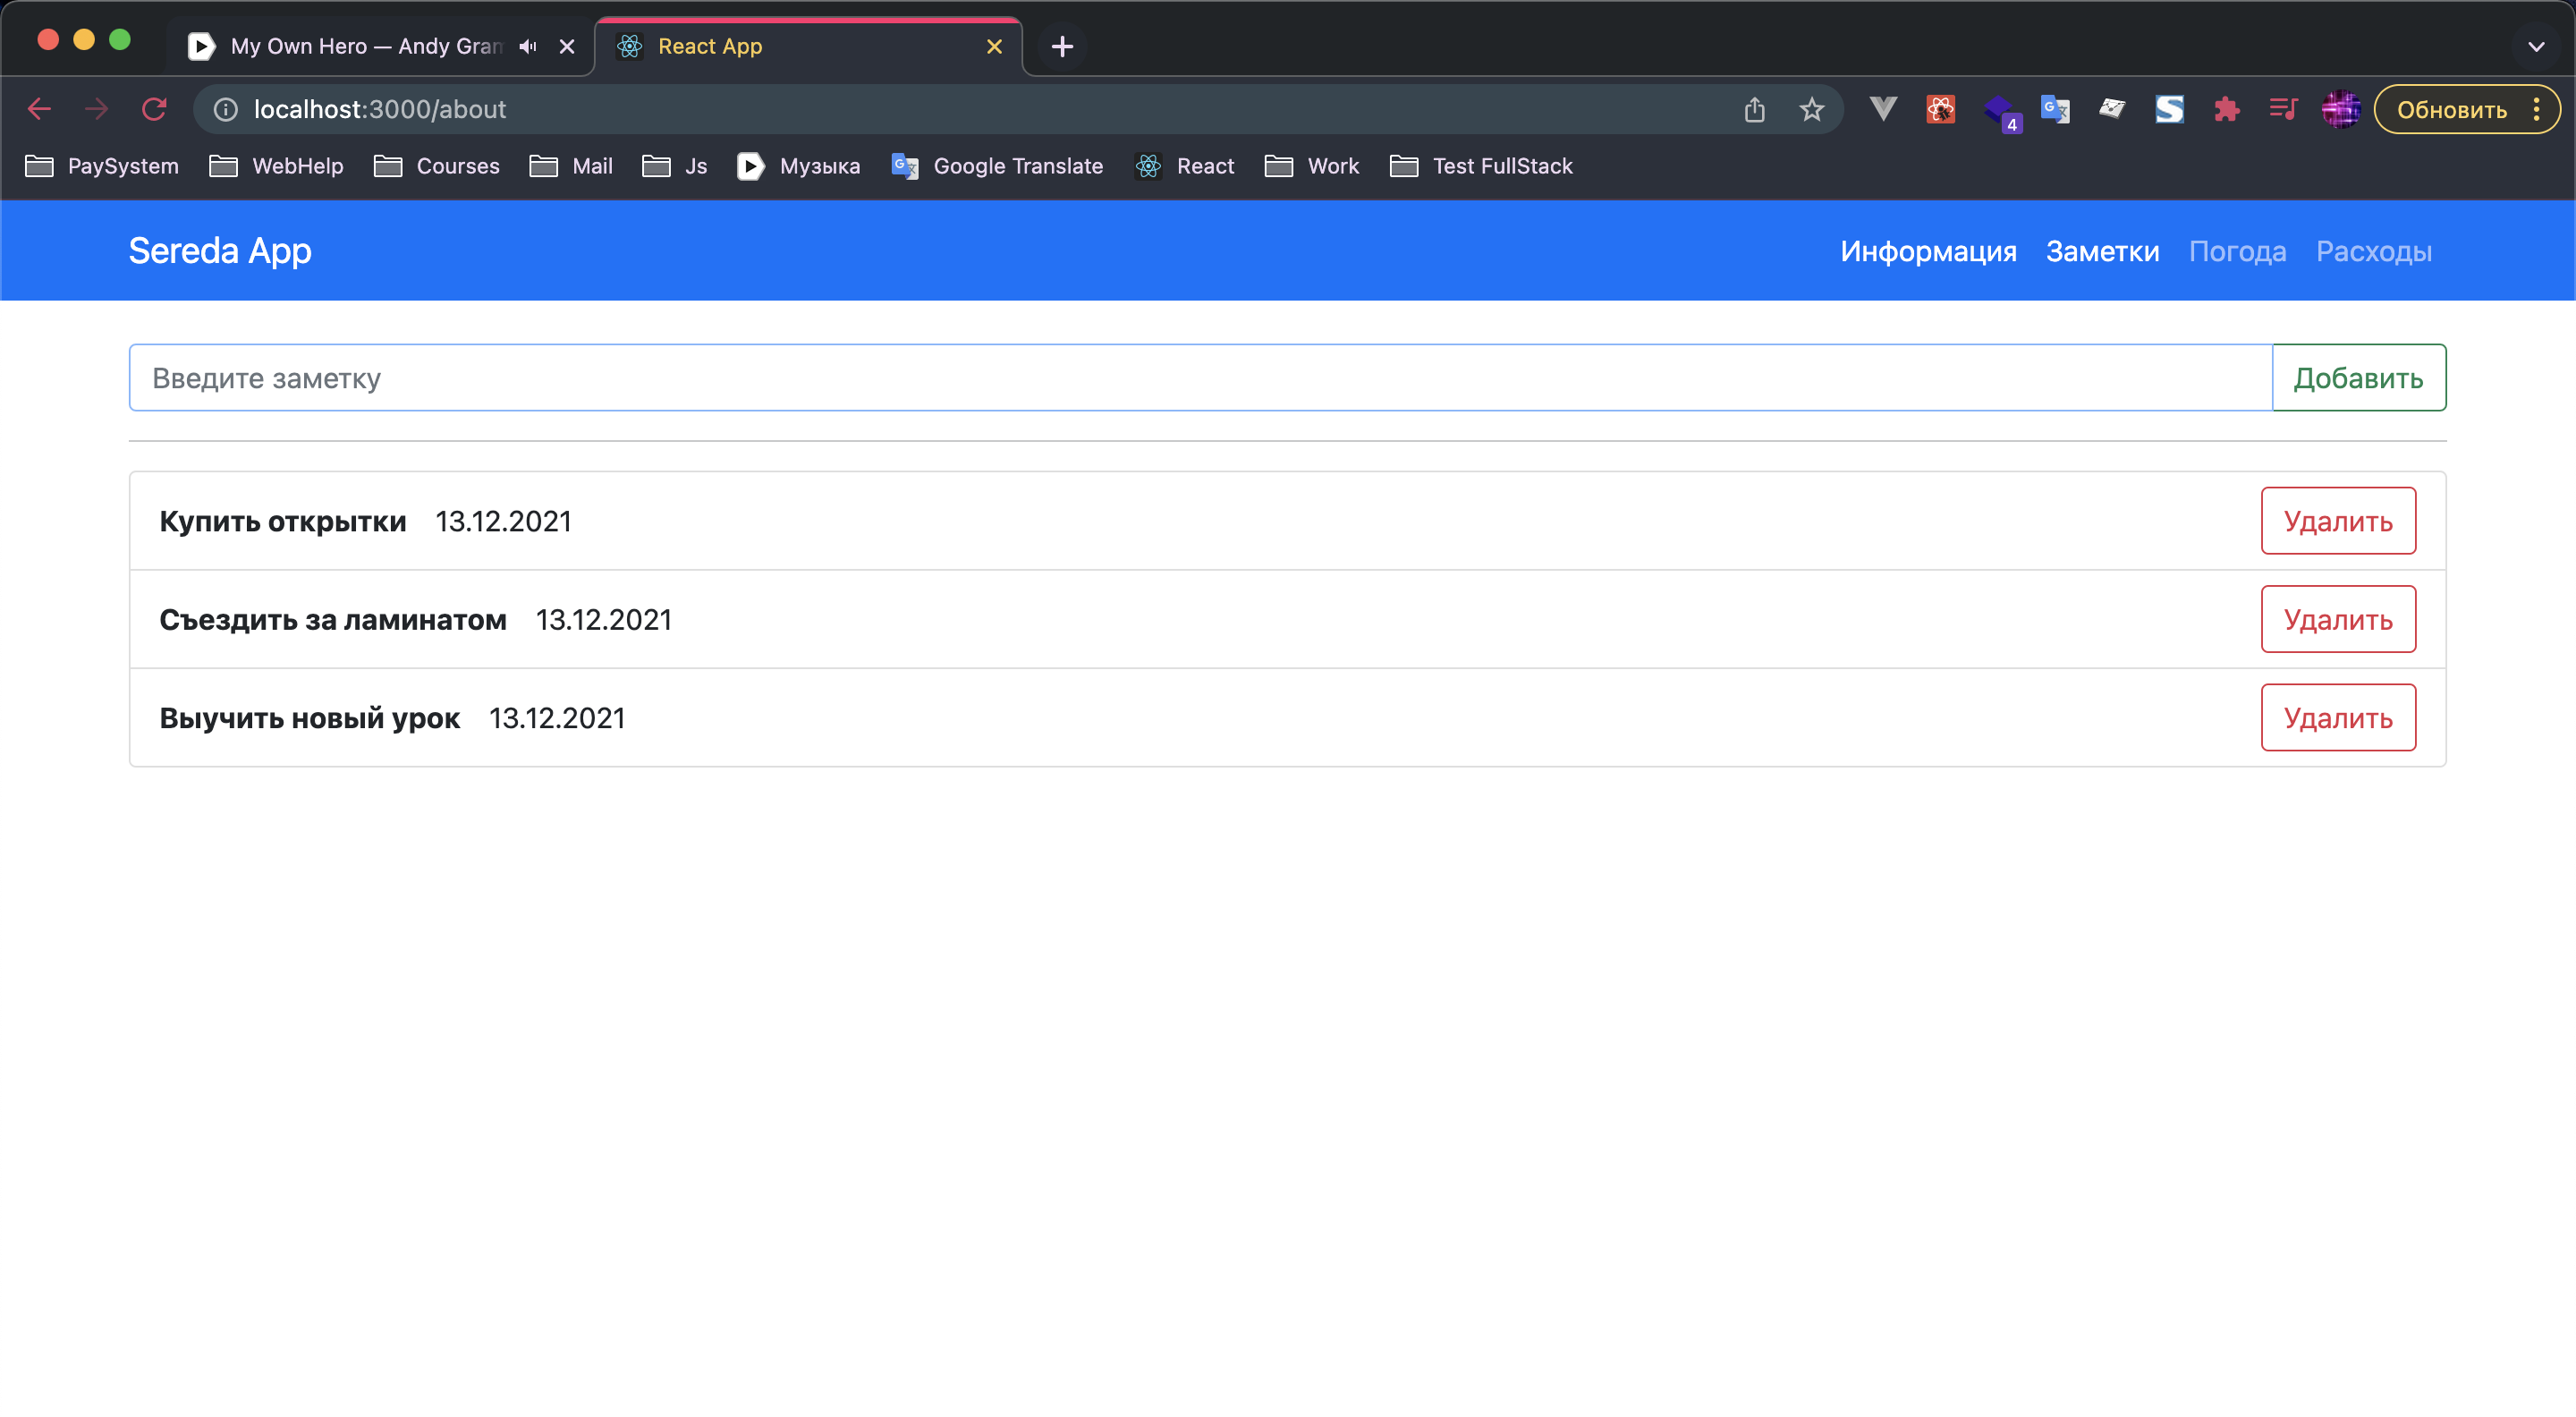 My Own Hero — Andy Gram
React App
localhost:3000/about
4
Обновить
PaySystem WebHelp Courses Mail Js Музыка Google Translate React Work Test FullStack
Sereda App
Информация Заметки Погода Расходы
Введите заметку
Добавить
Купить открытки 13.12.2021 Удалить
Съездить за ламинатом 13.12.2021 Удалить
Выучить новый урок 13.12.2021 Удалить